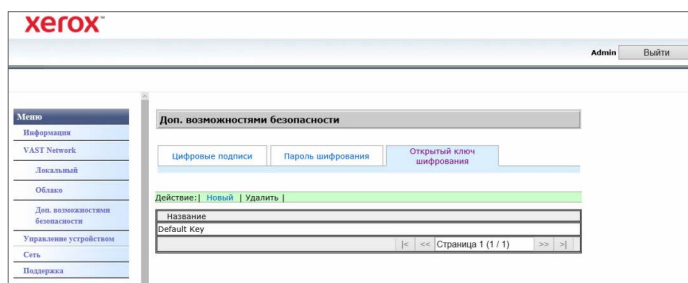 xerox™
Admin Выйти
Меню
Информация
VAST Network
Локальный
Облако
Доп. возможностями
безопасности
Управление устройством
Сеть
Поддержка
Доп. возможностями безопасности
Цифровые подписи
Пароль шифрования
Открытый ключ
шифрования
Действие:| Новый | Удалить |
Название
Default Key
|< << Страница 1 (1 / 1) >> >|